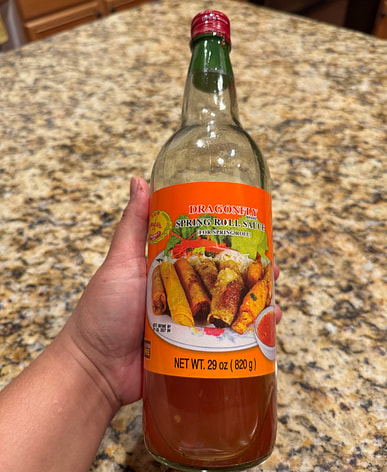 DRAGONFLY
SPRING ROLL SAUCE
(FOR SPRING ROLL)
NET WT. 29 oz ( 820 g )